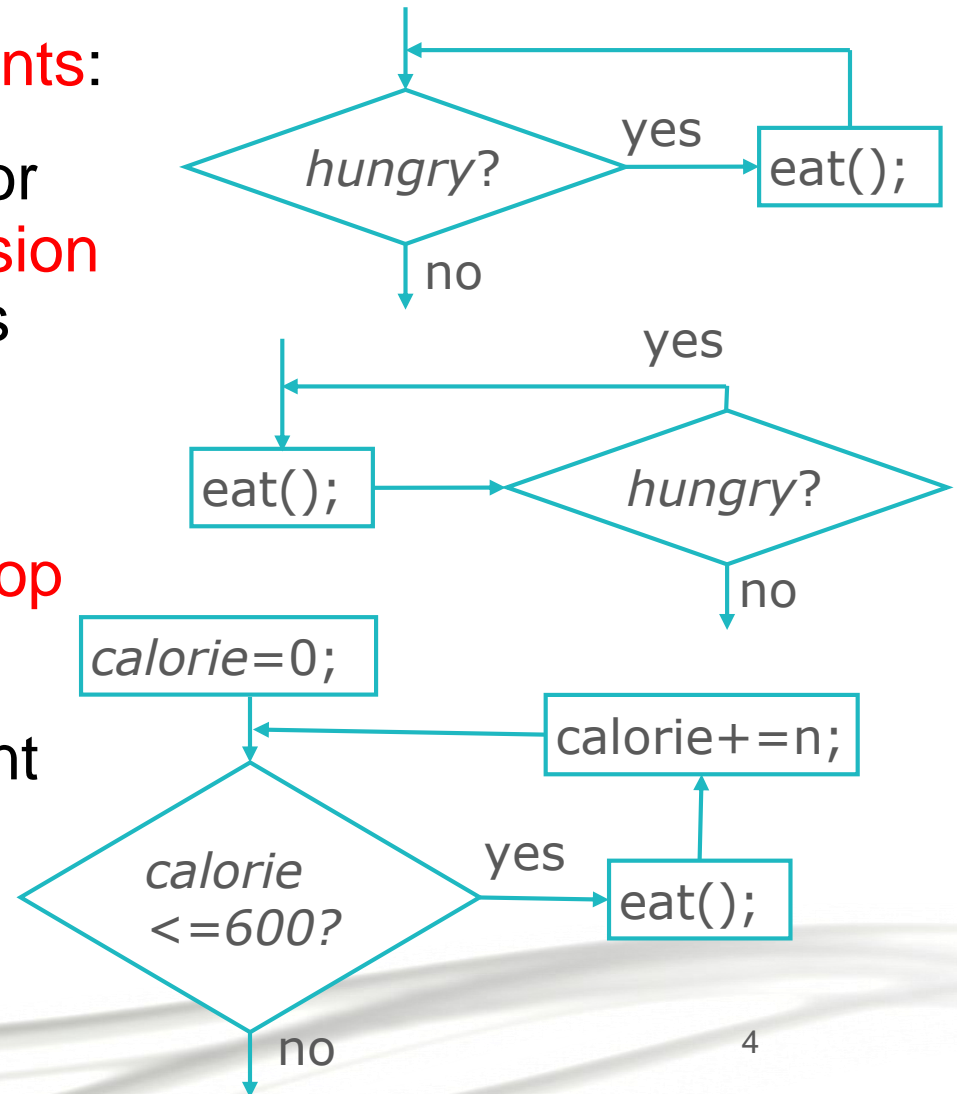 nts:
or
sion
s
op
nt
hungry?
yes
eat();
no
yes
eat();
hungry?
no
calorie=0;
calorie+=n;
calorie
<=600?
yes
eat();
no
4